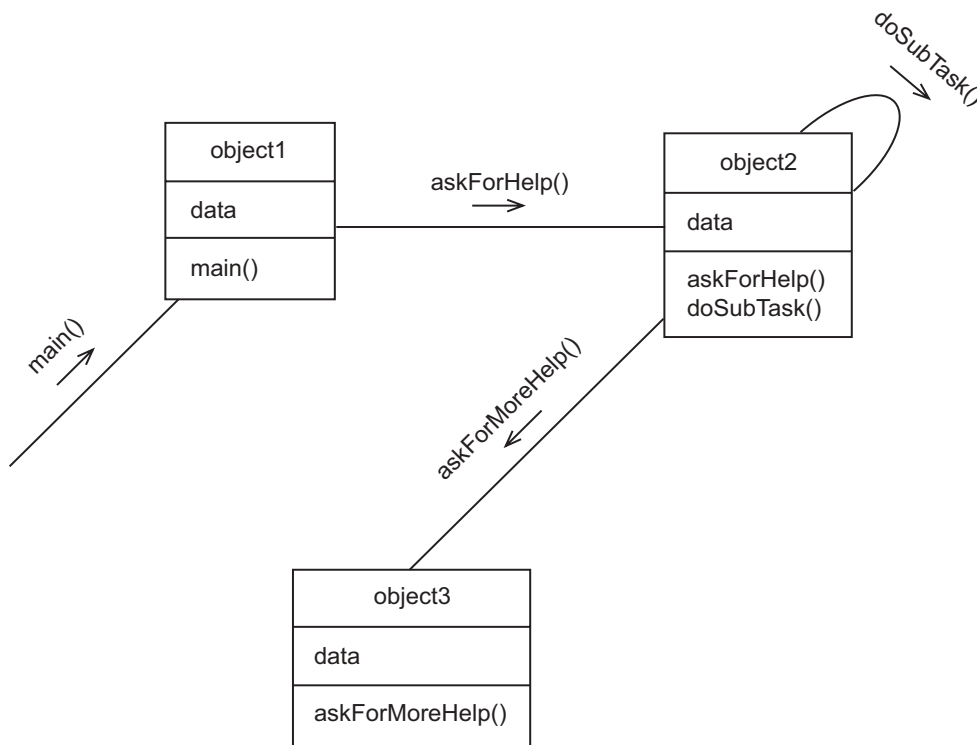 doSubTask()
object1
data
main()
askForHelp()
object2
data
askForHelp()
doSubTask()
main()
askForMoreHelp()
object3
data
askForMoreHelp()